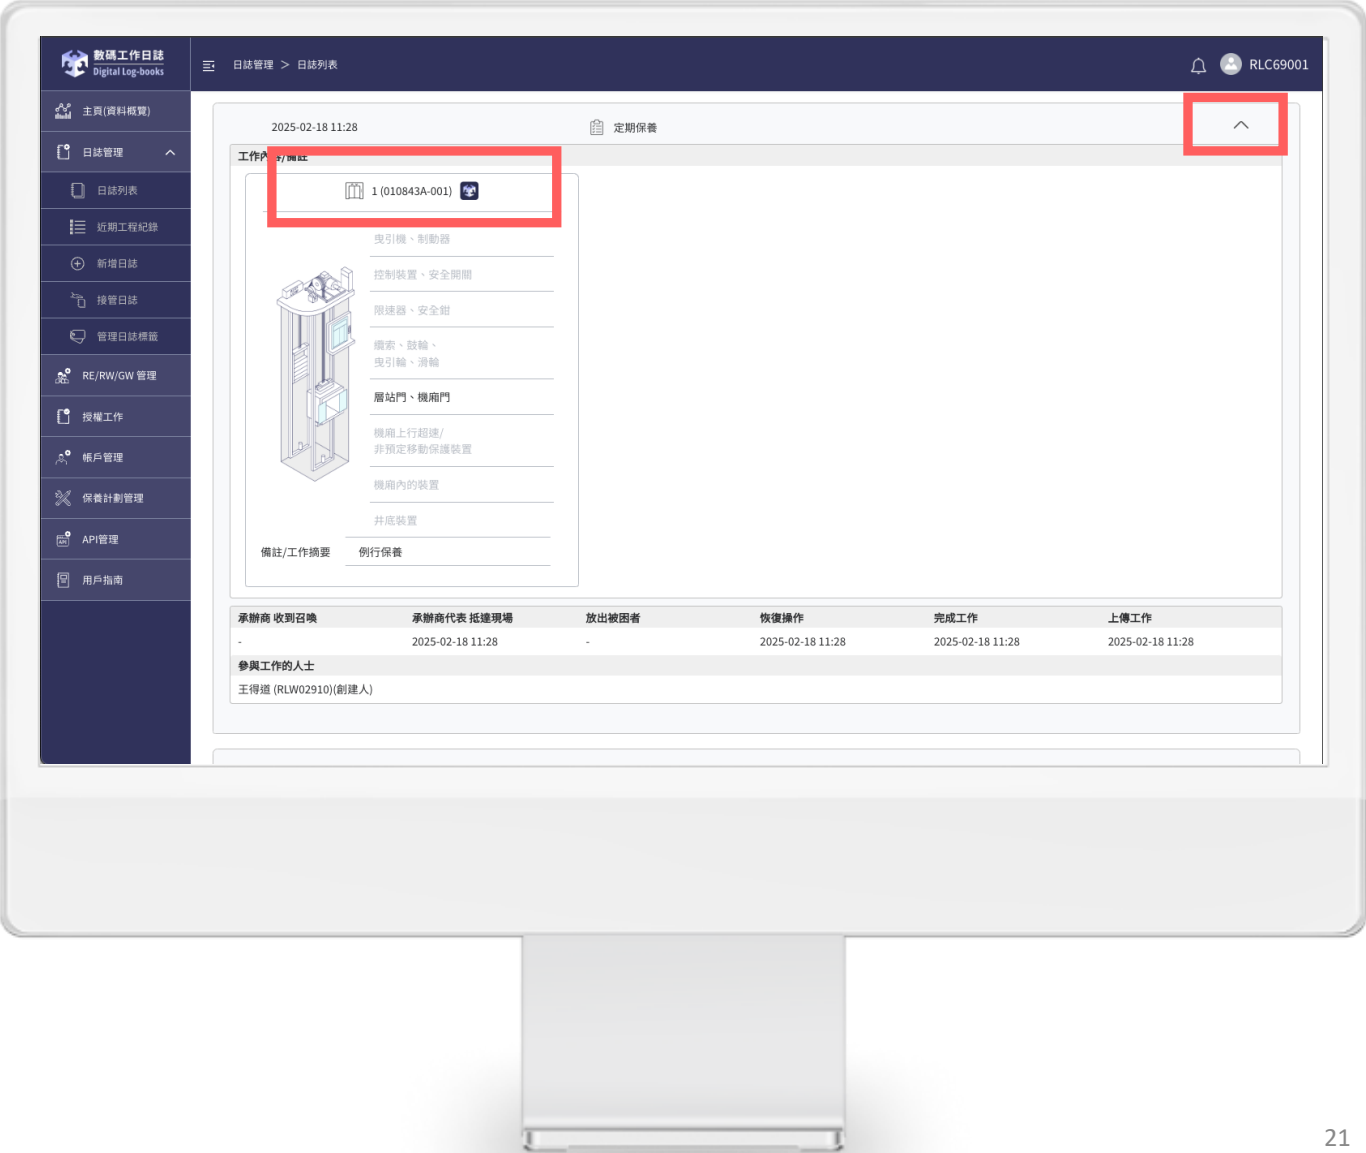 數碼工作日誌
Digital Log-books
日誌管理 > 日誌列表
RLC69001
主頁(資料概覽)
日誌管理
日誌列表
近期工程紀錄
新增日誌
接管日誌
管理日誌標籤
RE/RW/GW 管理
授權工作
帳戶管理
保養計劃管理
API管理
用戶指南
2025-02-18 11:28
定期保養
工作內容/備註
1 (010843A-001)
曳引機、制動器
控制裝置、安全開關
限速器、安全鉗
纜索、鼓輪、
曳引輪、滑輪
層站門、機廂門
機廂上行超速/
非預定移動保護裝置
機廂內的裝置
井底裝置
備註/工作摘要 例行保養
承辦商 收到召喚 承辦商代表 抵達現場 放出被困者 恢復操作 完成工作 上傳工作
- 2025-02-18 11:28 - 2025-02-18 11:28 2025-02-18 11:28 2025-02-18 11:28
參與工作的人士
王得道 (RLW02910)(創建人)
21